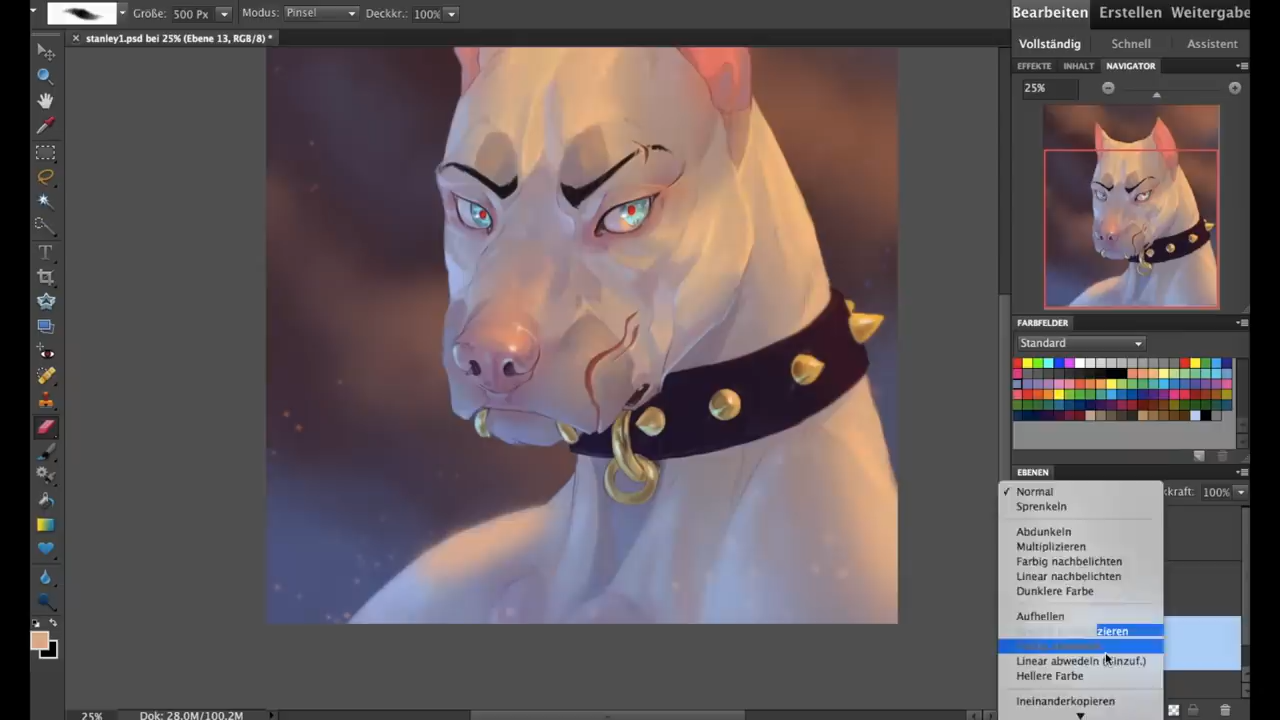 Größe: 500 Px Modus: Pinsel Deckkr.: 100%
Bearbeiten Erstellen Weitergabe
stanley1.psd bei 25% (Ebene 13, RGB/8) *
Vollständig Schnell Assistent
EFFEKTE INHALT NAVIGATOR
25%
FARBFELDER
Standard
EBENEN
✓ Normal
kkraft: 100%
Sprenkeln
Abdunkeln
Multiplizieren
Farbig nachbelichten
Linear nachbelichten
Dunklere Farbe
Aufhellen
zieren
Linear abwedeln (Hinzuf.)
Hellere Farbe
Ineinanderkopieren
25% Dok: 28,0M/100,2M